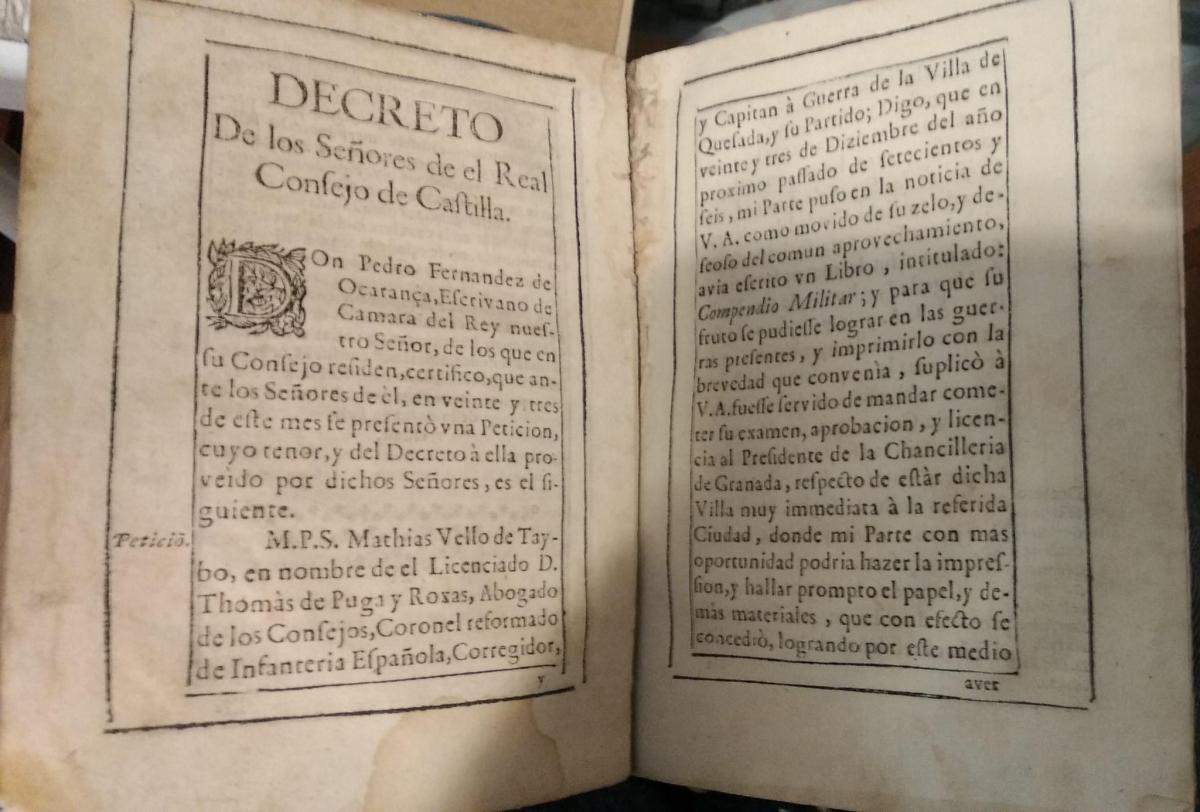 DECRETO
De los Señores de el Real
Conſejo de Caſtilla.
DOn Pedro Fernandez de
Ocarança, Eſcrivano de
Camara del Rey nueſ-
tro Señor, de los que en
ſu Conſejo reſiden, certifico, que an-
te los Señores de èl, en veinte y tres
de eſte mes ſe preſentò vna Peticion,
cuyo tenor, y del Decreto à ella pro-
veìdo por dichos Señores, es el ſi-
guiente.
Peticiõ.
M.P.S. Mathias Vello de Tay-
bo, en nombre de el Licenciado D.
Thomàs de Puga y Roxas, Abogado
de los Conſejos, Coronel reformado
de Infanteria Eſpañola, Corregidor,
y
y Capitan à Guerra de la Villa de
Queſada, y ſu Partido; Digo, que en
veinte y tres de Diziembre del año
proximo paſſado de ſetecientos y
ſeis, mi Parte puſo en la noticia de
V. A. como movido de ſu zelo, y de-
ſeoſo del comun aprovechamiento,
avia eſcrito vn Libro, intitulado:
Compendio Militar; y para que ſu
fruto ſe pudieſſe lograr en las guer-
ras preſentes, y imprimirlo con la
brevedad que convenìa, ſuplicò à
V.A. fueſſe ſervido de mandar come-
ter ſu examen, aprobacion, y licen-
cia al Preſidente de la Chancilleria
de Granada, reſpecto de eſtàr dicha
Villa muy immediata à la referida
Ciudad, donde mi Parte con mas
oportunidad podria hazer la impreſ-
ſion, y hallar prompto el papel, y de-
màs materiales, que con efecto ſe
concediò, logrando por eſte medio
aver